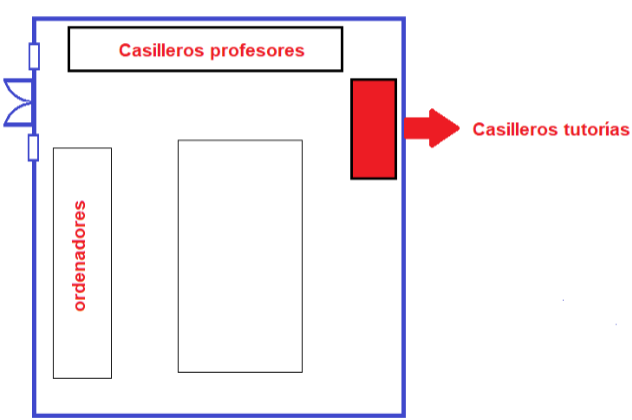 Casilleros profesores
Casilleros tutorías
ordenadores